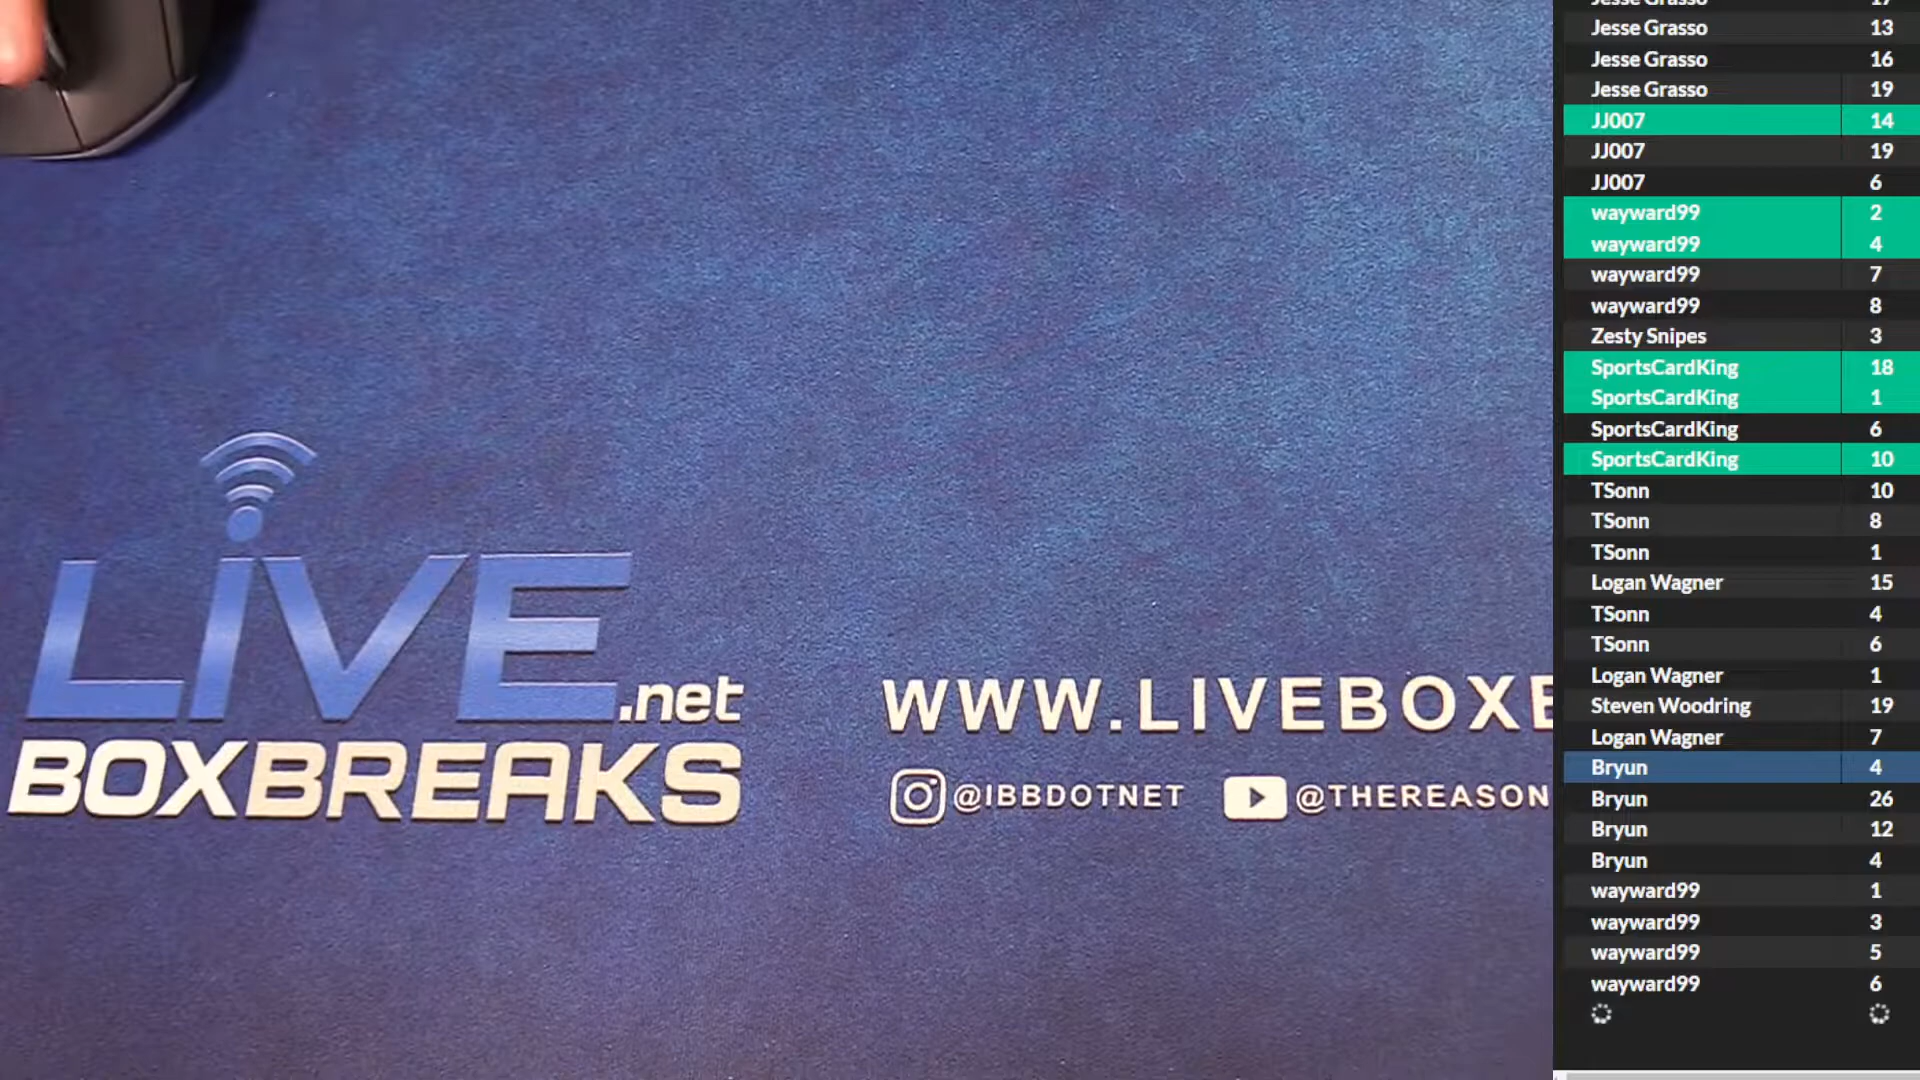 LIVE.net
BOXBREAKS
WWW.LIVEBOXB
@IBBDOTNET
@THEREASON
Jesse Grasso 17
Jesse Grasso 13
Jesse Grasso 16
Jesse Grasso 19
JJ007 14
JJ007 19
JJ007 6
wayward99 2
wayward99 4
wayward99 7
wayward99 8
Zesty Snipes 3
SportsCardKing 18
SportsCardKing 1
SportsCardKing 6
SportsCardKing 10
TSonn 10
TSonn 8
TSonn 1
Logan Wagner 15
TSonn 4
TSonn 6
Logan Wagner 1
Steven Woodring 19
Logan Wagner 7
Bryun 4
Bryun 26
Bryun 12
Bryun 4
wayward99 1
wayward99 3
wayward99 5
wayward99 6